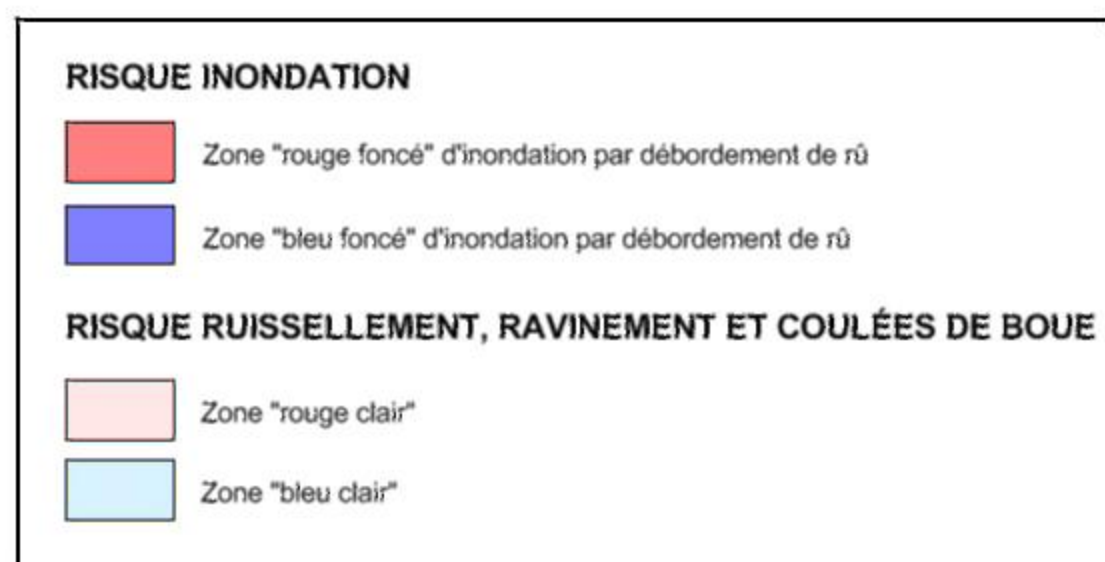 RISQUE INONDATION
Zone "rouge foncé" d'inondation par débordement de rû
Zone "bleu foncé" d'inondation par débordement de rû
RISQUE RUISSELLEMENT, RAVINEMENT ET COULÉES DE BOUE
Zone "rouge clair"
Zone "bleu clair"